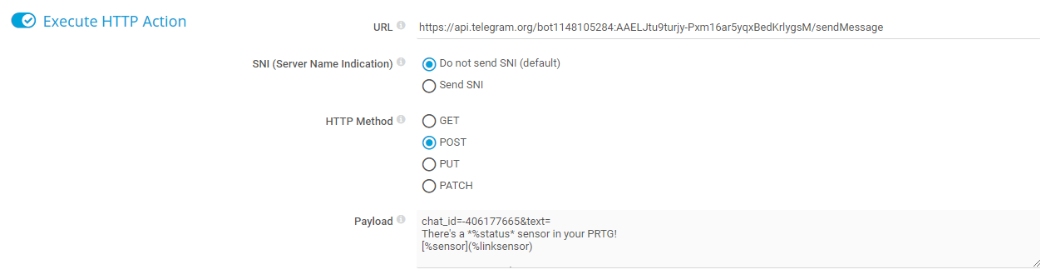 Execute HTTP Action
URL https://api.telegram.org/bot1148105284:AAELJtu9turjy-Pxm16ar5yqxBedKrlygsM/sendMessage
SNI (Server Name Indication) Do not send SNI (default)
Send SNI
HTTP Method GET
POST
PUT
PATCH
Payload chat_id=-406177665&text=
There's a *%status* sensor in your PRTG!
[%sensor](%linksensor)